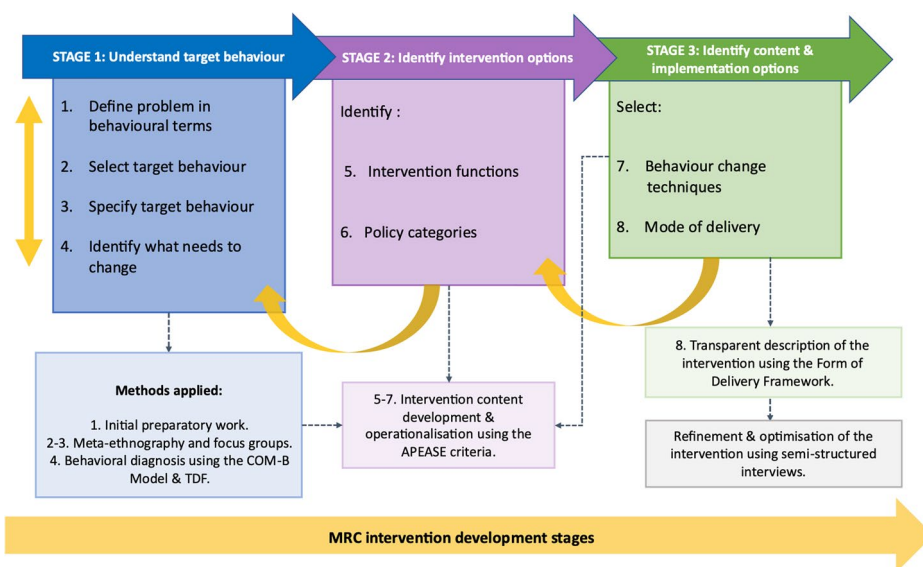 STAGE 1: Understand target behaviour
1. Define problem in
behavioural terms
2. Select target behaviour
3. Specify target behaviour
4. Identify what needs to
change
STAGE 2: Identify intervention options
Identify :
5. Intervention functions
6. Policy categories
STAGE 3: Identify content &
implementation options
Select:
7. Behaviour change
techniques
8. Mode of delivery
Methods applied:
1. Initial preparatory work.
2-3. Meta-ethnography and focus groups.
4. Behavioral diagnosis using the COM-B
Model & TDF.
5-7. Intervention content
development &
operationalisation using the
APEASE criteria.
8. Transparent description of the
intervention using the Form of
Delivery Framework.
Refinement & optimisation of the
intervention using semi-structured
interviews.
MRC intervention development stages